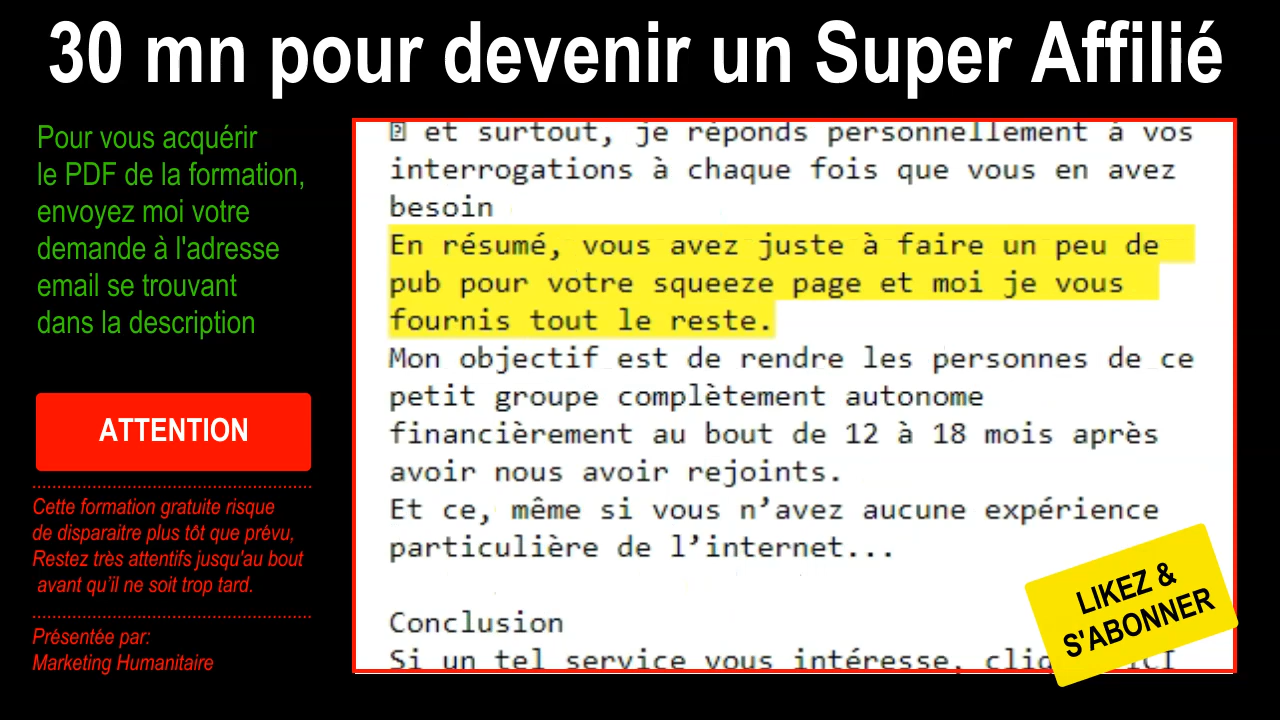 30 mn pour devenir un Super Affilié
Pour vous acquérir
le PDF de la formation,
envoyez moi votre
demande à l'adresse
email se trouvant
dans la description
ATTENTION
Cette formation gratuite risque
de disparaitre plus tôt que prévu,
Restez très attentifs jusqu'au bout
avant qu'il ne soit trop tard.
Présentée par:
Marketing Humanitaire
et surtout, je réponds personnellement à vos
interrogations à chaque fois que vous en avez
besoin
En résumé, vous avez juste à faire un peu de
pub pour votre squeeze page et moi je vous
fournis tout le reste.
Mon objectif est de rendre les personnes de ce
petit groupe complètement autonome
financièrement au bout de 12 à 18 mois après
avoir nous avoir rejoints.
Et ce, même si vous n’avez aucune expérience
particulière de l’internet...
Conclusion
Si un tel service vous intéresse,
LIKEZ &
S'ABONNER